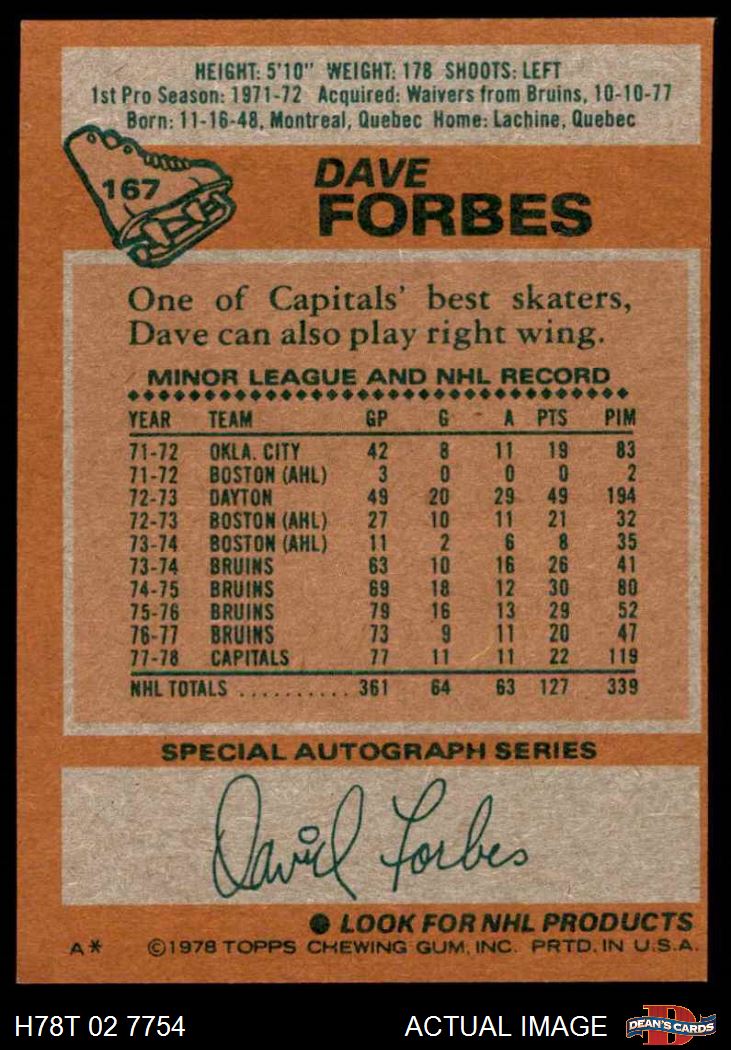 HEIGHT: 5'10" WEIGHT: 178 SHOOTS: LEFT
1st Pro Season: 1971-72 Acquired: Waivers from Bruins, 10-10-77
Born: 11-16-48, Montreal, Quebec Home: Lachine, Quebec
167
DAVE
FORBES
One of Capitals' best skaters,
Dave can also play right wing.
MINOR LEAGUE AND NHL RECORD
YEAR TEAM GP G A PTS PIM
71-72 OKLA. CITY 42 8 11 19 83
71-72 BOSTON (AHL) 3 0 0 0 2
72-73 DAYTON 49 20 29 49 194
72-73 BOSTON (AHL) 27 10 11 21 32
73-74 BOSTON (AHL) 11 2 6 8 35
73-74 BRUINS 63 10 16 26 41
74-75 BRUINS 69 18 12 30 80
75-76 BRUINS 79 16 13 29 52
76-77 BRUINS 73 9 11 20 47
77-78 CAPITALS 77 11 11 22 119
NHL TOTALS .......... 361 64 63 127 339
SPECIAL AUTOGRAPH SERIES
David Forbes
● LOOK FOR NHL PRODUCTS
A* ©1978 TOPPS CHEWING GUM, INC. PRTD. IN U.S.A.
H78T 02 7754 ACTUAL IMAGE D DEAN'S CARDS